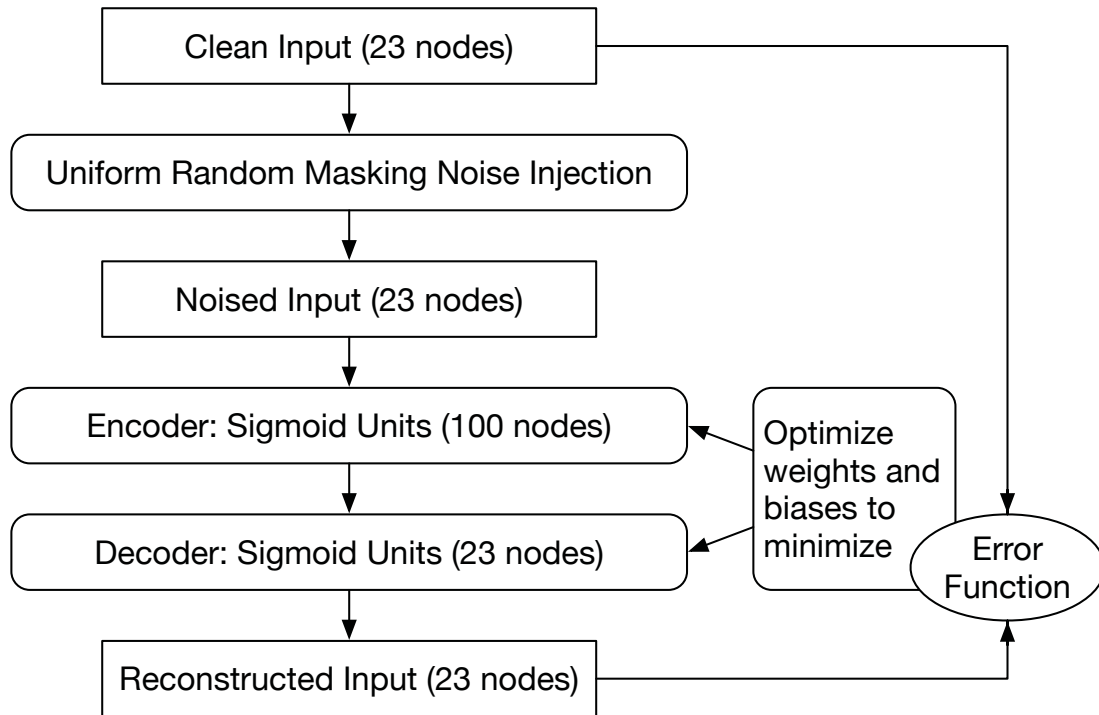 Clean Input (23 nodes)
Uniform Random Masking Noise Injection
Noised Input (23 nodes)
Encoder: Sigmoid Units (100 nodes)
Decoder: Sigmoid Units (23 nodes)
Reconstructed Input (23 nodes)
Optimize
weights and
biases to
minimize
Error
Function